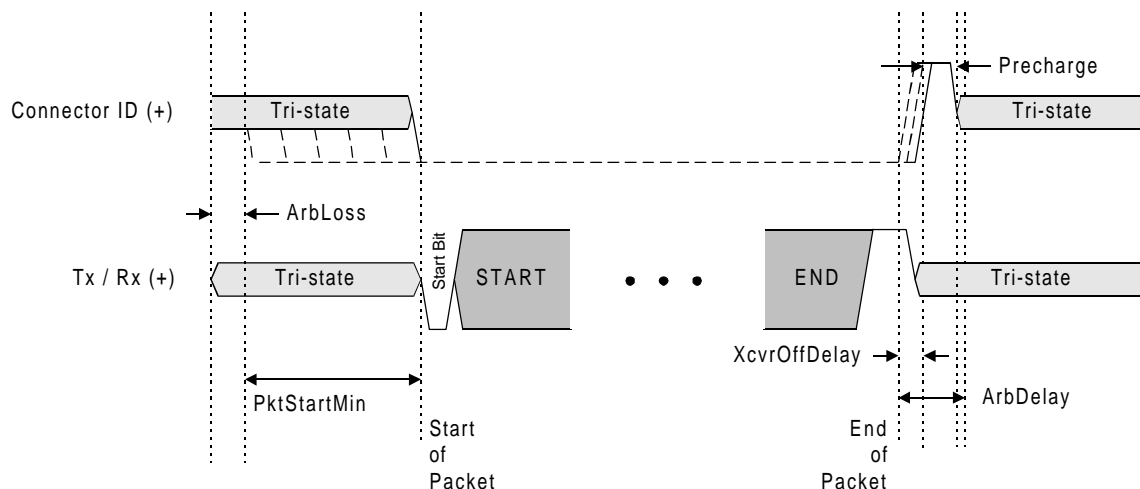 Precharge
Connector ID (+)
Tri-state
Tri-state
ArbLoss
Start Bit
Tx / Rx (+)
Tri-state
START
END
Tri-state
XcvrOffDelay
PktStartMin
ArbDelay
Start
of
Packet
End
of
Packet